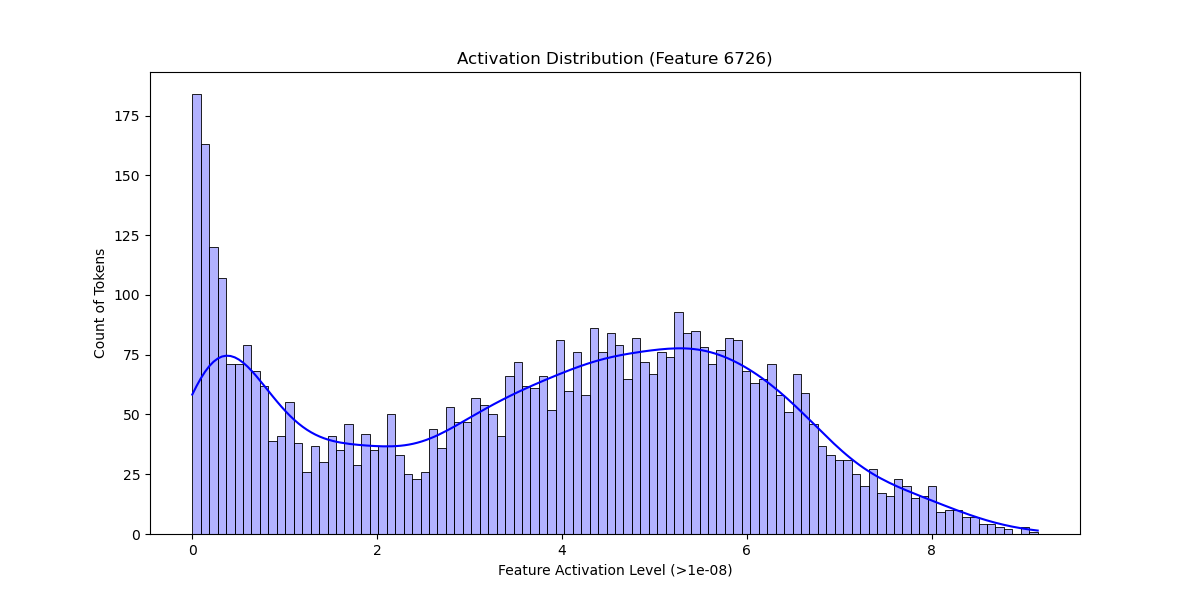 Activation Distribution (Feature 6726)
175
150
125
100
75
50
25
0
Count of Tokens
0 2 4 6 8
Feature Activation Level (>1e-08)